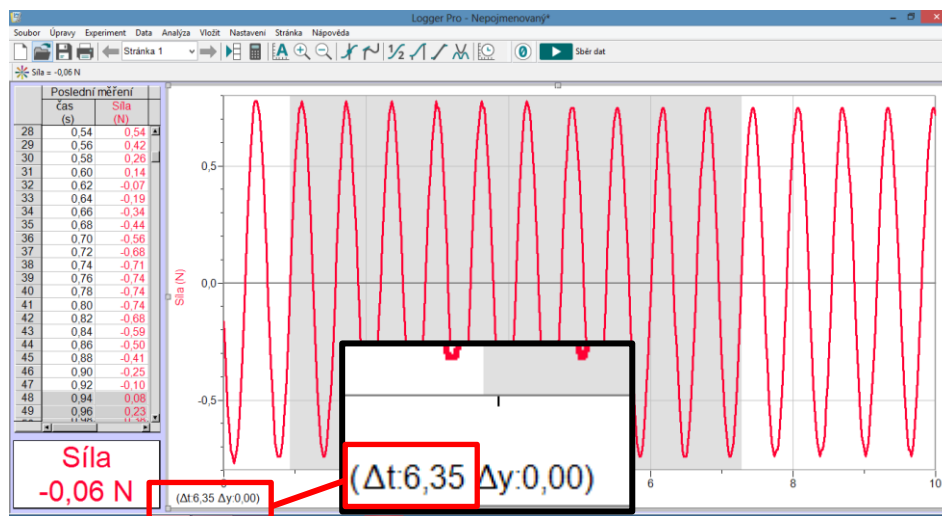 Logger Pro - Nepojmenovaný*
Soubor Úpravy Experiment Data Analýza Vložit Nastavení Stránka Nápověda
Stránka 1
Sběr dat
Síla = -0,06 N
Poslední měření
čas Síla
(s) (N)
28 0,54 0,54
29 0,56 0,42
30 0,58 0,26
31 0,60 0,14
32 0,62 -0,07
33 0,64 -0,19
34 0,66 -0,34
35 0,68 -0,44
36 0,70 -0,56
37 0,72 -0,68
38 0,74 -0,71
39 0,76 -0,74
40 0,78 -0,74
41 0,80 -0,74
42 0,82 -0,68
43 0,84 -0,59
44 0,86 -0,50
45 0,88 -0,41
46 0,90 -0,25
47 0,92 -0,10
48 0,94 0,08
49 0,96 0,23
Síla
-0,06 N
Síla (N)
0,5
0,0
-0,5
6 8 10
(Δt:6,35 Δy:0,00)
(Δt:6,35 Δy:0,00)